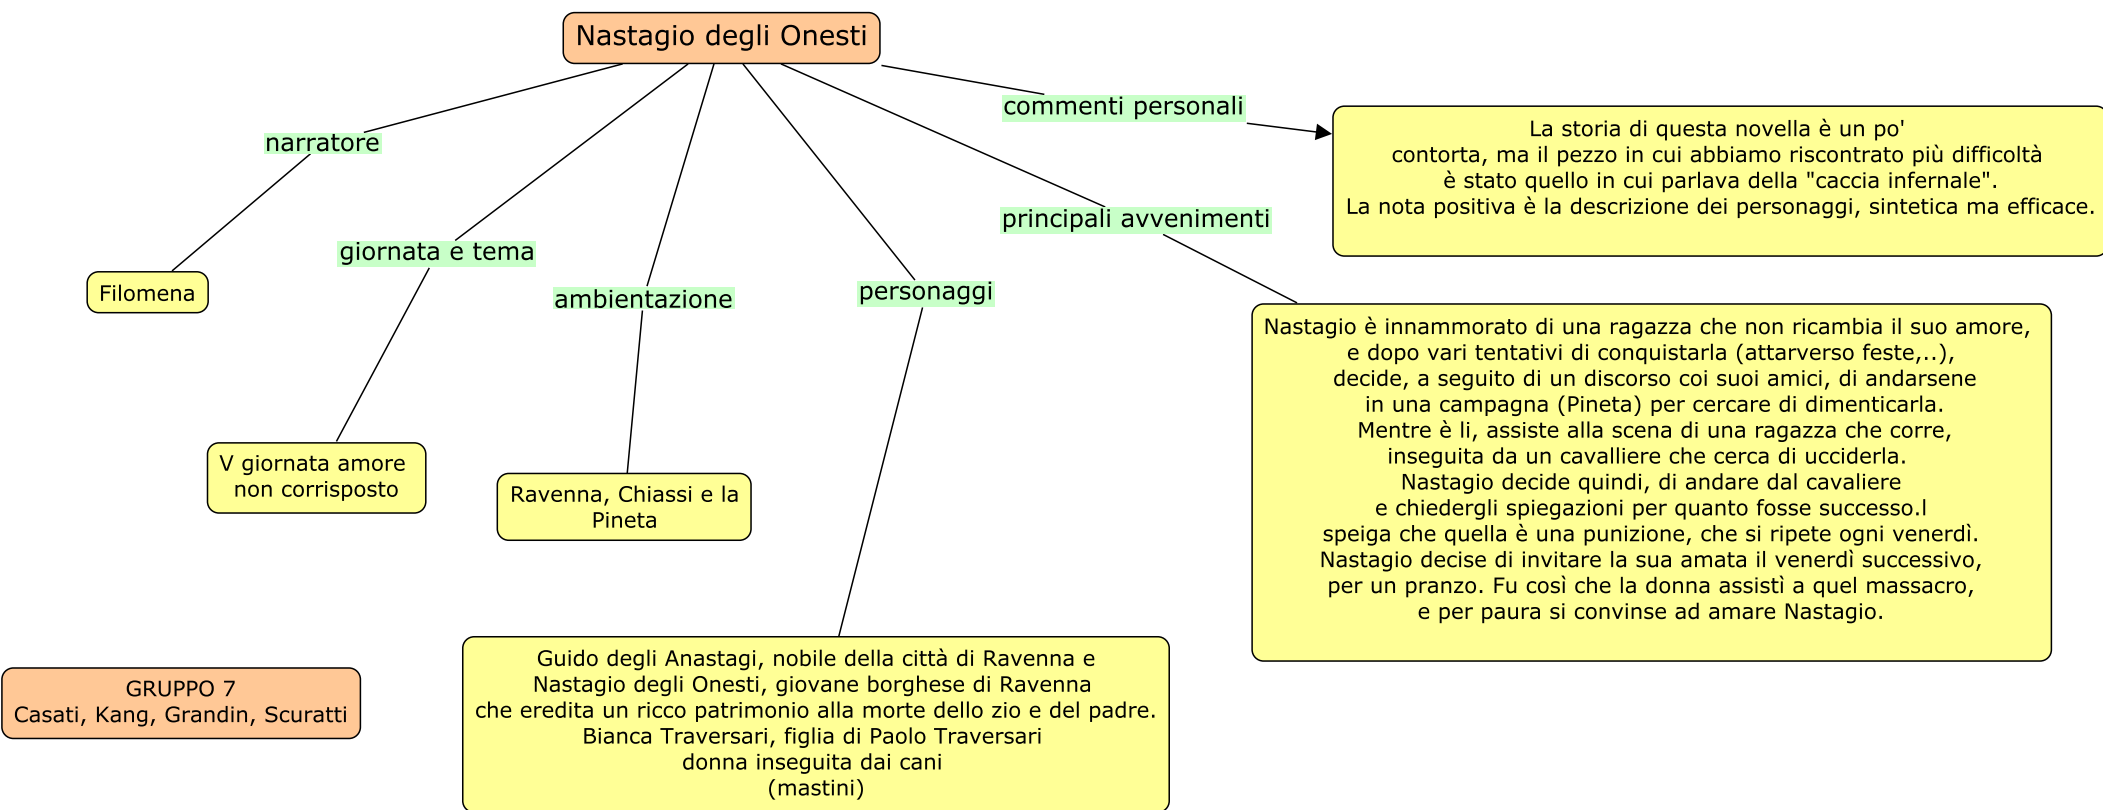 Nastagio degli Onesti
narratore
Filomena
giornata e tema
V giornata amore
non corrisposto
ambientazione
Ravenna, Chiassi e la
Pineta
personaggi
Guido degli Anastagi, nobile della città di Ravenna e
Nastagio degli Onesti, giovane borghese di Ravenna
che eredita un ricco patrimonio alla morte dello zio e del padre.
Bianca Traversari, figlia di Paolo Traversari
donna inseguita dai cani
(mastini)
principali avvenimenti
Nastagio è innammorato di una ragazza che non ricambia il suo amore,
e dopo vari tentativi di conquistarla (attarverso feste,..),
decide, a seguito di un discorso coi suoi amici, di andarsene
in una campagna (Pineta) per cercare di dimenticarla.
Mentre è li, assiste alla scena di una ragazza che corre,
inseguita da un cavalliere che cerca di ucciderla.
Nastagio decide quindi, di andare dal cavaliere
e chiedergli spiegazioni per quanto fosse successo.l
speiga che quella è una punizione, che si ripete ogni venerdì.
Nastagio decise di invitare la sua amata il venerdì successivo,
per un pranzo. Fu così che la donna assistì a quel massacro,
e per paura si convinse ad amare Nastagio.
commenti personali
La storia di questa novella è un po'
contorta, ma il pezzo in cui abbiamo riscontrato più difficoltà
è stato quello in cui parlava della "caccia infernale".
La nota positiva è la descrizione dei personaggi, sintetica ma efficace.
GRUPPO 7
Casati, Kang, Grandin, Scuratti